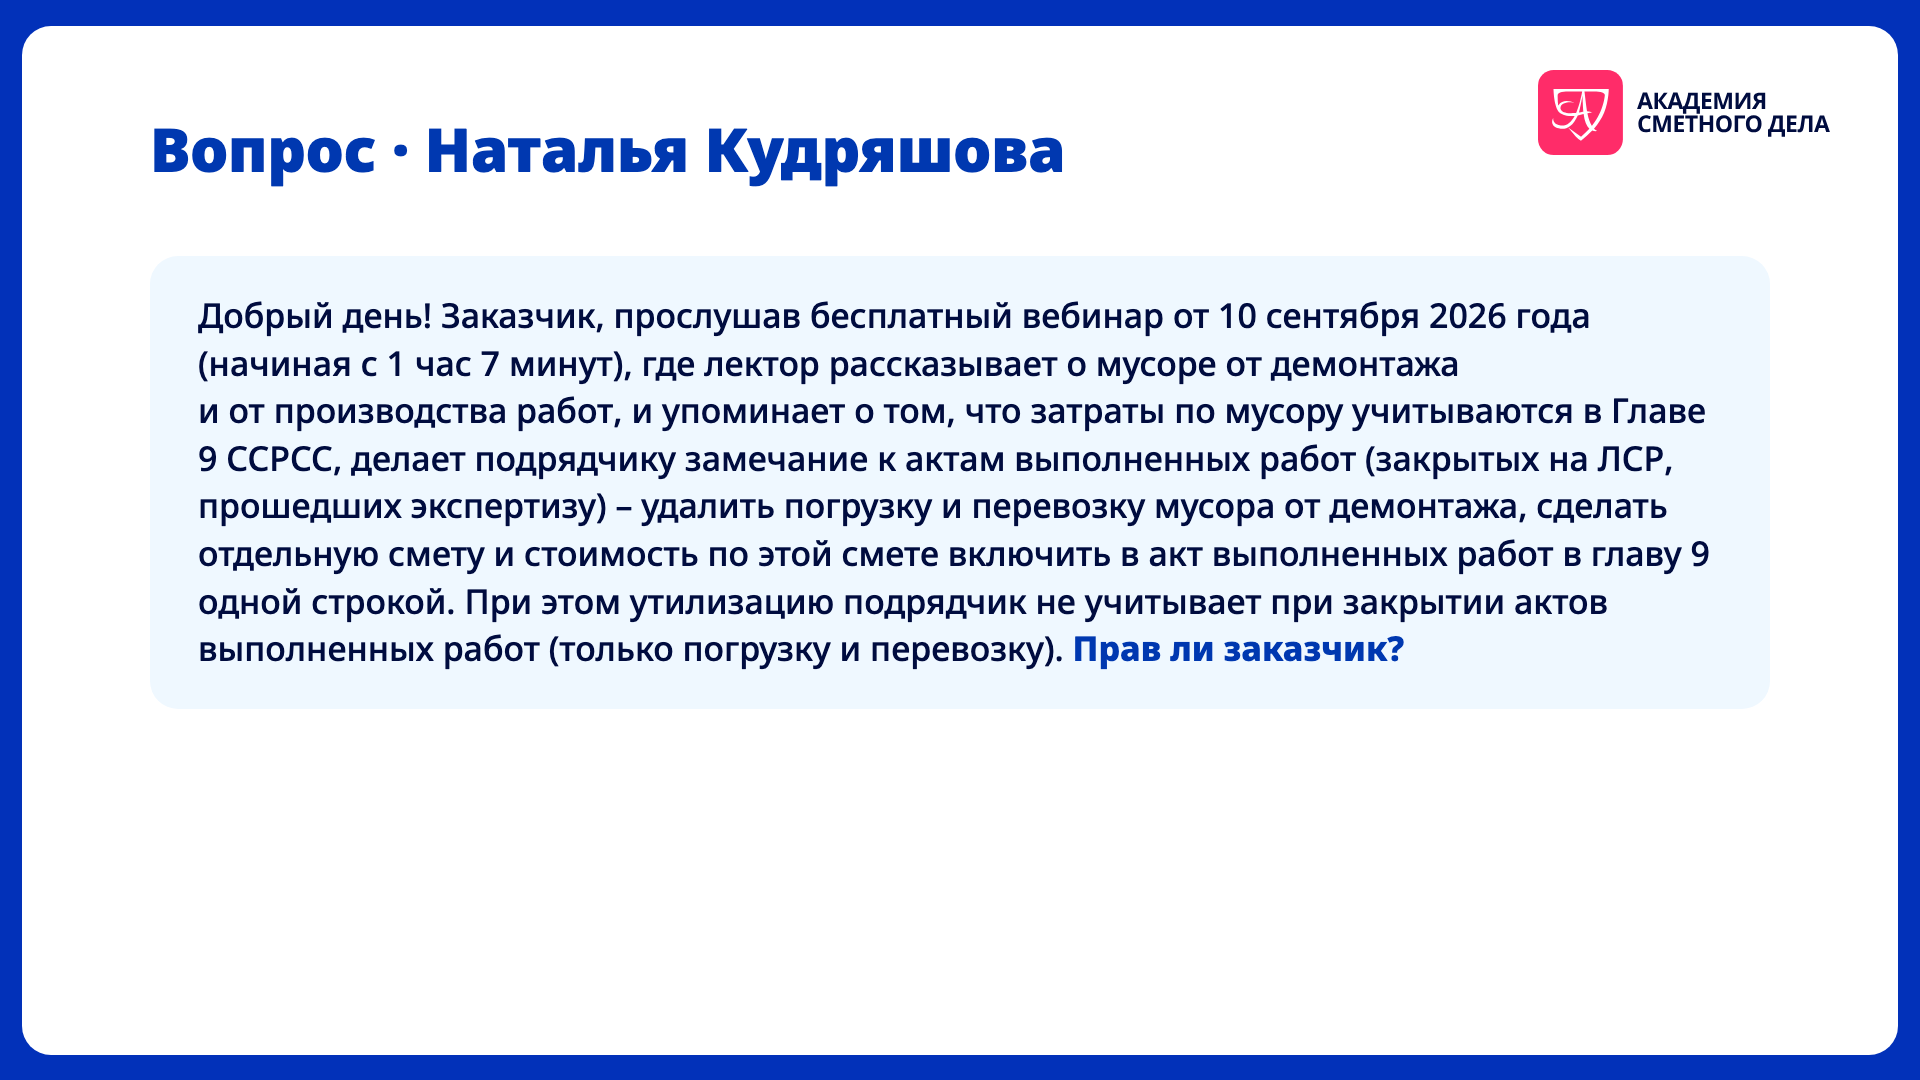 АКАДЕМИЯ
СМЕТНОГО ДЕЛА
Вопрос · Наталья Кудряшова
Добрый день! Заказчик, прослушав бесплатный вебинар от 10 сентября 2026 года
(начиная с 1 час 7 минут), где лектор рассказывает о мусоре от демонтажа
и от производства работ, и упоминает о том, что затраты по мусору учитываются в Главе
9 ССРСС, делает подрядчику замечание к актам выполненных работ (закрытых на ЛСР,
прошедших экспертизу) – удалить погрузку и перевозку мусора от демонтажа, сделать
отдельную смету и стоимость по этой смете включить в акт выполненных работ в главу 9
одной строкой. При этом утилизацию подрядчик не учитывает при закрытии актов
выполненных работ (только погрузку и перевозку). Прав ли заказчик?